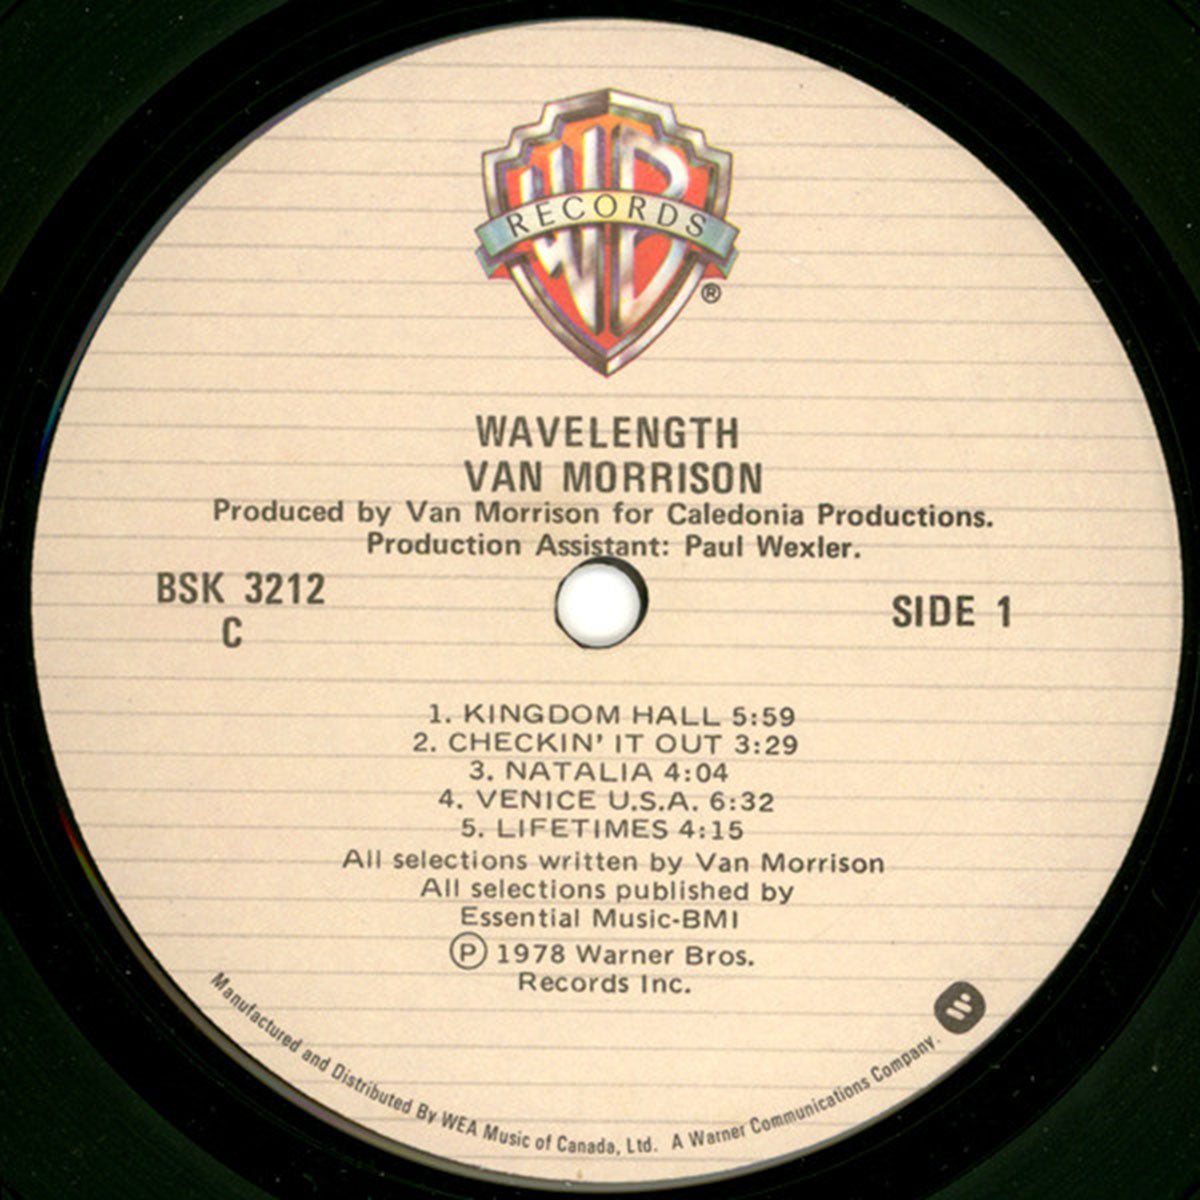 WB
RECORDS
®
WAVELENGTH
VAN MORRISON
Produced by Van Morrison for Caledonia Productions.
Production Assistant: Paul Wexler.
BSK 3212
C
SIDE 1
1. KINGDOM HALL 5:59
2. CHECKIN' IT OUT 3:29
3. NATALIA 4:04
4. VENICE U.S.A. 6:32
5. LIFETIMES 4:15
All selections written by Van Morrison
All selections published by
Essential Music-BMI
Ⓟ 1978 Warner Bros.
Records Inc.
Manufactured and Distributed By WEA Music of Canada, Ltd. A Warner Communications Company.